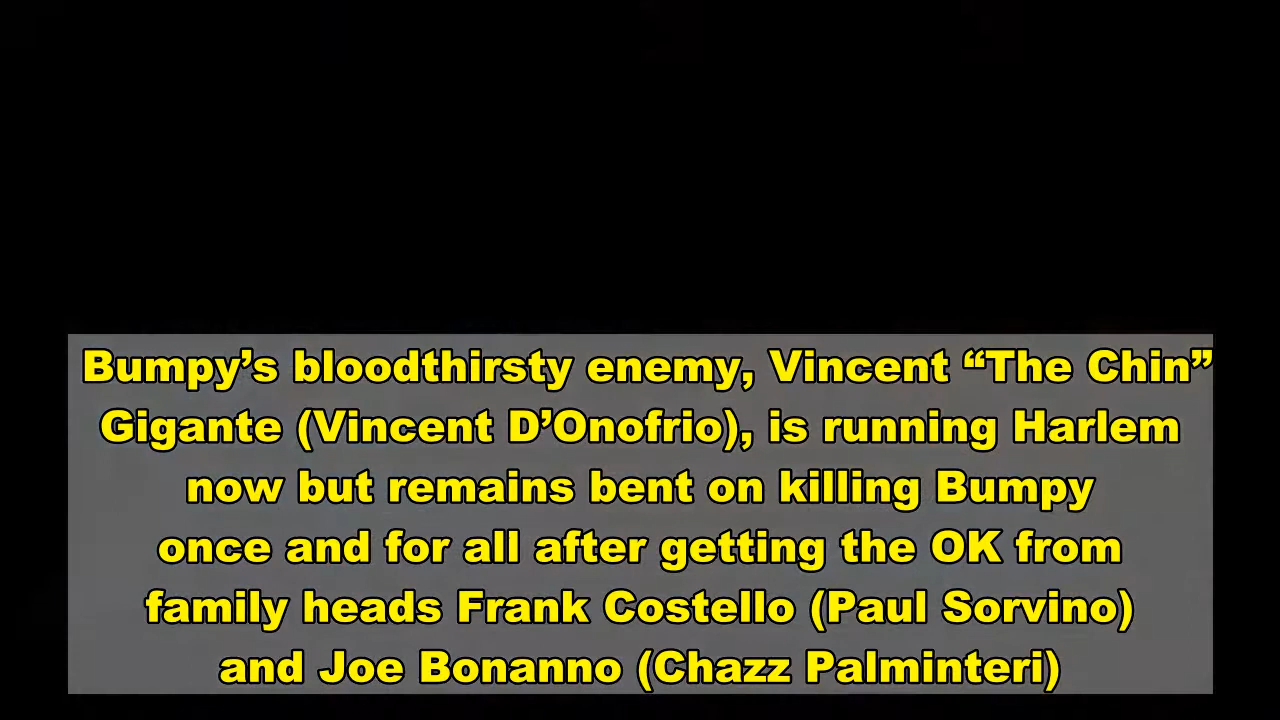 Bumpy’s bloodthirsty enemy, Vincent “The Chin”
Gigante (Vincent D’Onofrio), is running Harlem
now but remains bent on killing Bumpy
once and for all after getting the OK from
family heads Frank Costello (Paul Sorvino)
and Joe Bonanno (Chazz Palminteri)